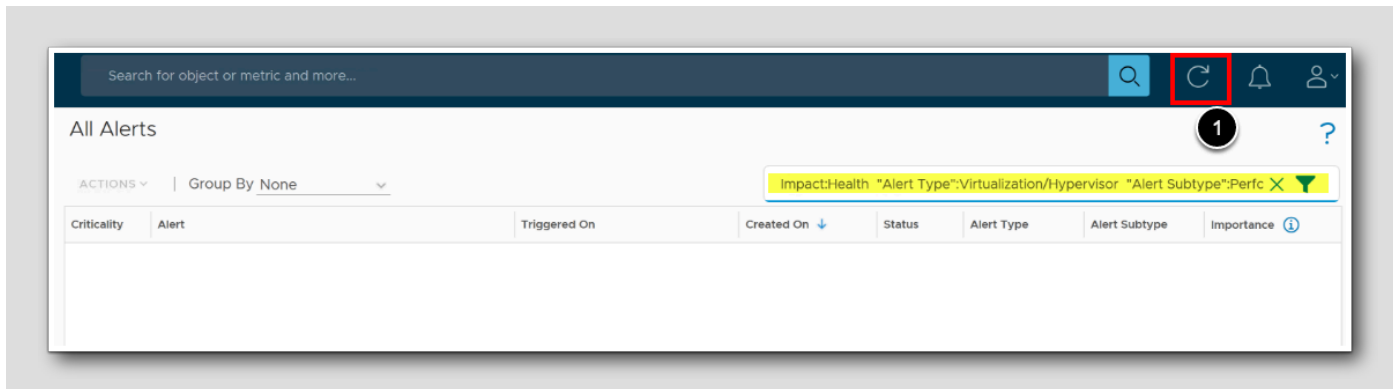 Search for object or metric and more...
1
All Alerts
?
ACTIONS | Group By None
Impact:Health "Alert Type":Virtualization/Hypervisor "Alert Subtype":Perfc
Criticality Alert Triggered On Created On Status Alert Type Alert Subtype Importance